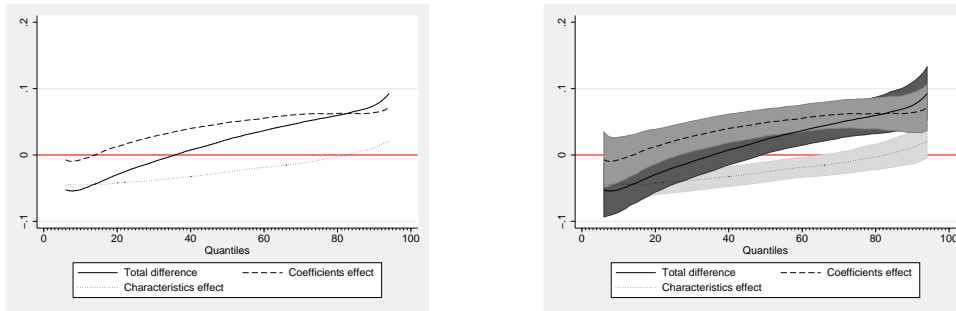 .2
.1
0
-.1
0 20 40 60 80 100
Quantiles
Total difference Coefficients effect
Characteristics effect
.2
.1
0
-.1
0 20 40 60 80 100
Quantiles
Total difference Coefficients effect
Characteristics effect